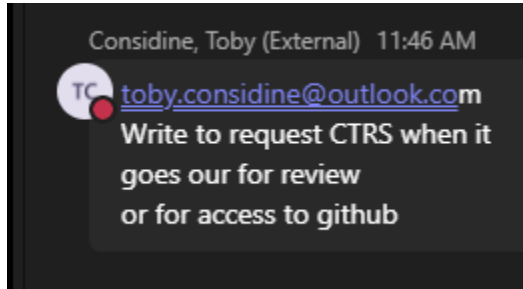 Considine, Toby (External) 11:46 AM
TC
toby.considine@outlook.com
Write to request CTRS when it
goes our for review
or for access to github